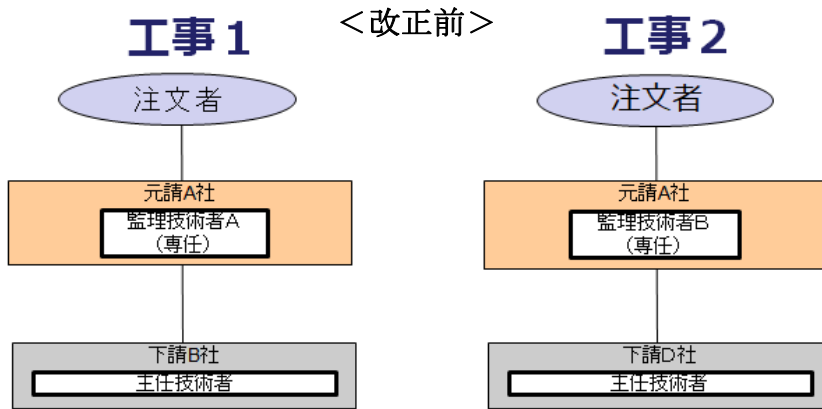 ＜改正前＞
工事１
注文者
元請A社
監理技術者A
（専任）
下請B社
主任技術者
工事２
注文者
元請A社
監理技術者B
（専任）
下請D社
主任技術者